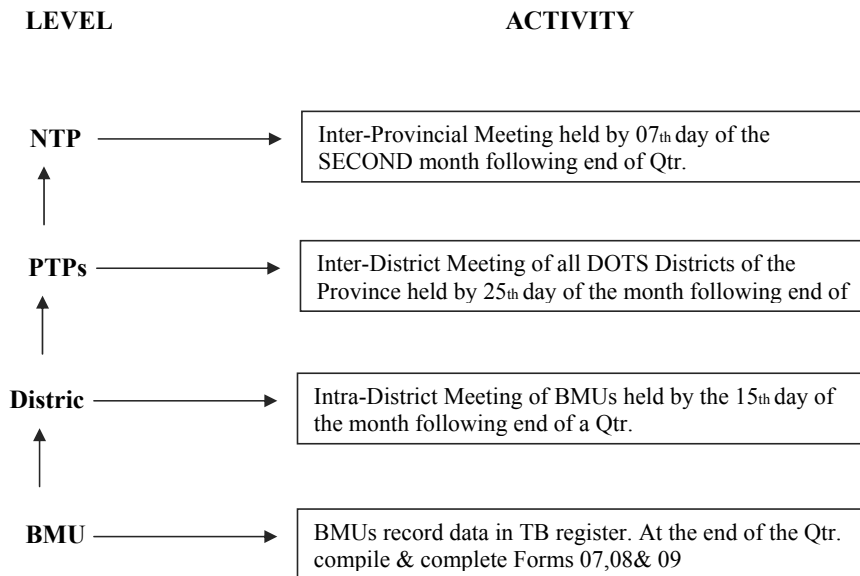 LEVEL ACTIVITY
NTP
Inter-Provincial Meeting held by 07th day of the
SECOND month following end of Qtr.
PTPs
Inter-District Meeting of all DOTS Districts of the
Province held by 25th day of the month following end of
Distric
Intra-District Meeting of BMUs held by the 15th day of
the month following end of a Qtr.
BMU
BMUs record data in TB register. At the end of the Qtr.
compile & complete Forms 07,08& 09